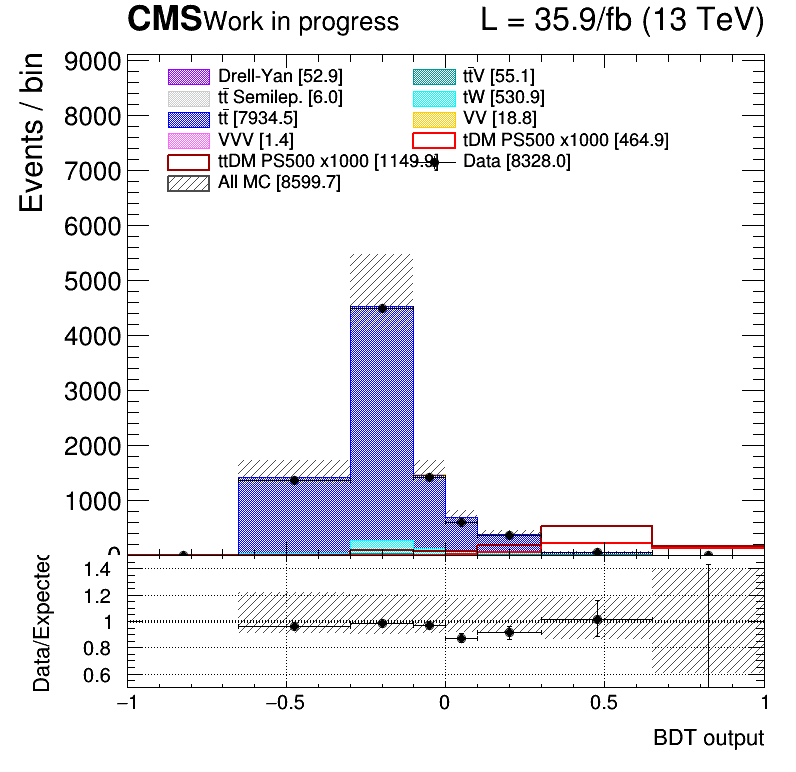 CMS Work in progress L = 35.9/fb (13 TeV)
Events / bin
9000
8000
7000
6000
5000
4000
3000
2000
1000
0
Drell-Yan [52.9] tt̄V [55.1]
tt̄ Semilep. [6.0] tW [530.9]
tt̄ [7934.5] VV [18.8]
VVV [1.4] tDM PS500 x1000 [464.9]
ttDM PS500 x1000 [1149.9] Data [8328.0]
All MC [8599.7]
Data/Expected
1.4
1.2
1
0.8
0.6
−1 −0.5 0 0.5 1
BDT output